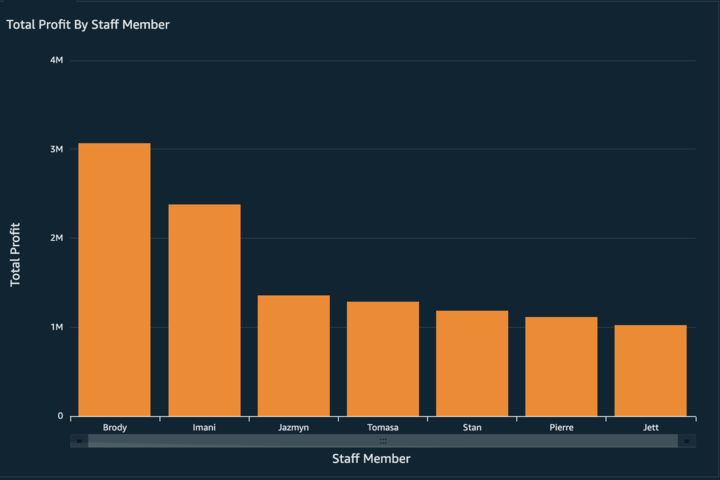 Total Profit By Staff Member
4M
3M
2M
1M
0
Total Profit
Brody Imani Jazmyn Tomasa Stan Pierre Jett
Staff Member